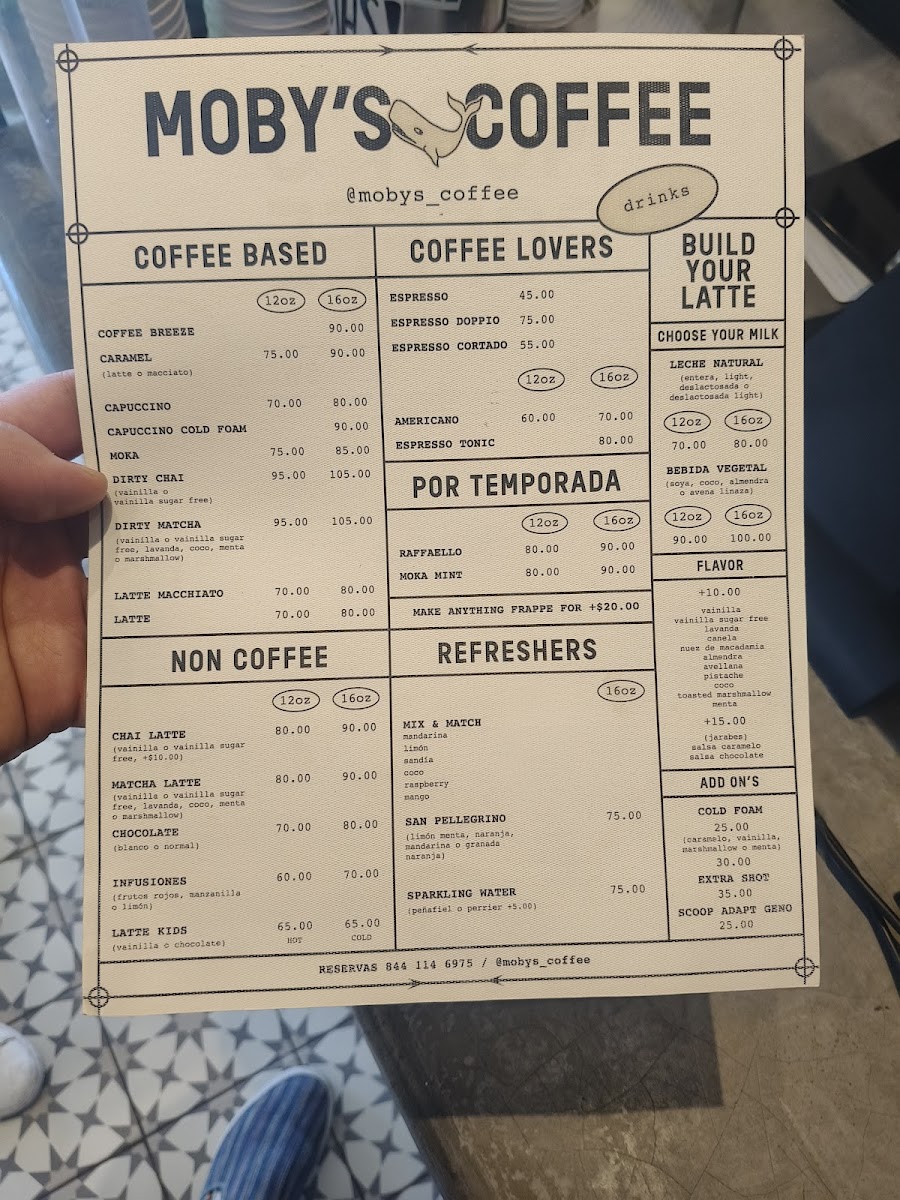 MOBY'S COFFEE
@mobys_coffee
drinks
COFFEE BASED
12oz 16oz
COFFEE BREEZE 90.00
CARAMEL 75.00 90.00
(latte o macciato)
CAPUCCINO 70.00 80.00
CAPUCCINO COLD FOAM 90.00
MOKA 75.00 85.00
DIRTY CHAI 95.00 105.00
(vainilla o
vainilla sugar free)
DIRTY MATCHA 95.00 105.00
(vainilla o vainilla sugar
free, lavanda, coco, menta
o marshmallow)
LATTE MACCHIATO 70.00 80.00
LATTE 70.00 80.00
NON COFFEE
12oz 16oz
CHAI LATTE 80.00 90.00
(vainilla o vainilla sugar
free, +$10.00)
MATCHA LATTE 80.00 90.00
(vainilla o vainilla sugar
free, lavanda, coco, menta
o marshmallow)
CHOCOLATE 70.00 80.00
(blanco o normal)
INFUSIONES 60.00 70.00
(frutos rojos, manzanilla
o limón)
LATTE KIDS 65.00 65.00
(vainilla o chocolate) HOT COLD
COFFEE LOVERS
ESPRESSO 45.00
ESPRESSO DOPPIO 75.00
ESPRESSO CORTADO 55.00
12oz 16oz
AMERICANO 60.00 70.00
ESPRESSO TONIC 80.00
POR TEMPORADA
12oz 16oz
RAFFAELLO 80.00 90.00
MOKA MINT 80.00 90.00
MAKE ANYTHING FRAPPE FOR +$20.00
REFRESHERS
16oz
MIX & MATCH
mandarina
limón
sandía
coco
raspberry
mango
SAN PELLEGRINO 75.00
(limón menta, naranja,
mandarina o granada
naranja)
SPARKLING WATER 75.00
(peñafiel o perrier +5.00)
BUILD
YOUR
LATTE
CHOOSE YOUR MILK
LECHE NATURAL
(entera, light,
deslactosada o
deslactosada light)
12oz 16oz
70.00 80.00
BEBIDA VEGETAL
(soya, coco, almendra
o avena linaza)
12oz 16oz
90.00 100.00
FLAVOR
+10.00
vainilla
vainilla sugar free
lavanda
canela
nuez de macadamia
almendra
avellana
pistache
coco
toasted marshmallow
menta
+15.00
(jarabes)
salsa caramelo
salsa chocolate
ADD ON'S
COLD FOAM
25.00
(caramelo, vainilla,
marshmallow o menta)
30.00
EXTRA SHOT
35.00
SCOOP ADAPT GENO
25.00
RESERVAS 844 114 6975 / @mobys_coffee